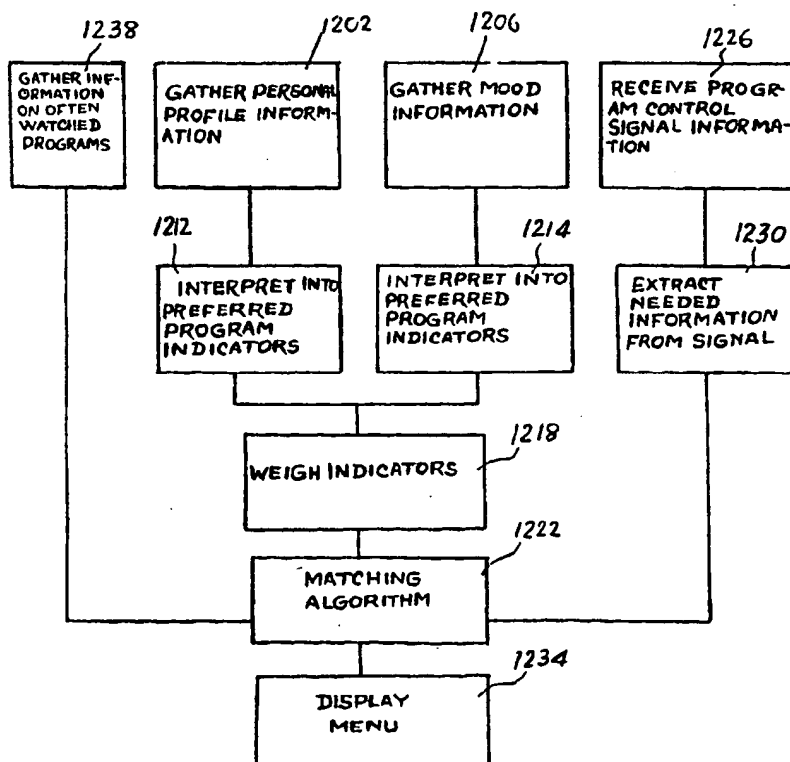 1238
1202
1206
1226
GATHER INF-
ORMATION
ON OFTEN
WATCHED
PROGRAMS
GATHER PERSONAL
PROFILE INFORM-
ATION
GATHER MOOD
INFORMATION
RECEIVE PROGR-
AM CONTROL
SIGNAL INFORMA-
TION
1212
1214
1230
INTERPRET INTO
PREFERRED
PROGRAM
INDICATORS
INTERPRET INTO
PREFERRED
PROGRAM
INDICATORS
EXTRACT
NEEDED
INFORMATION
FROM SIGNAL
1218
WEIGH INDICATORS
1222
MATCHING
ALGORITHM
1234
DISPLAY
MENU